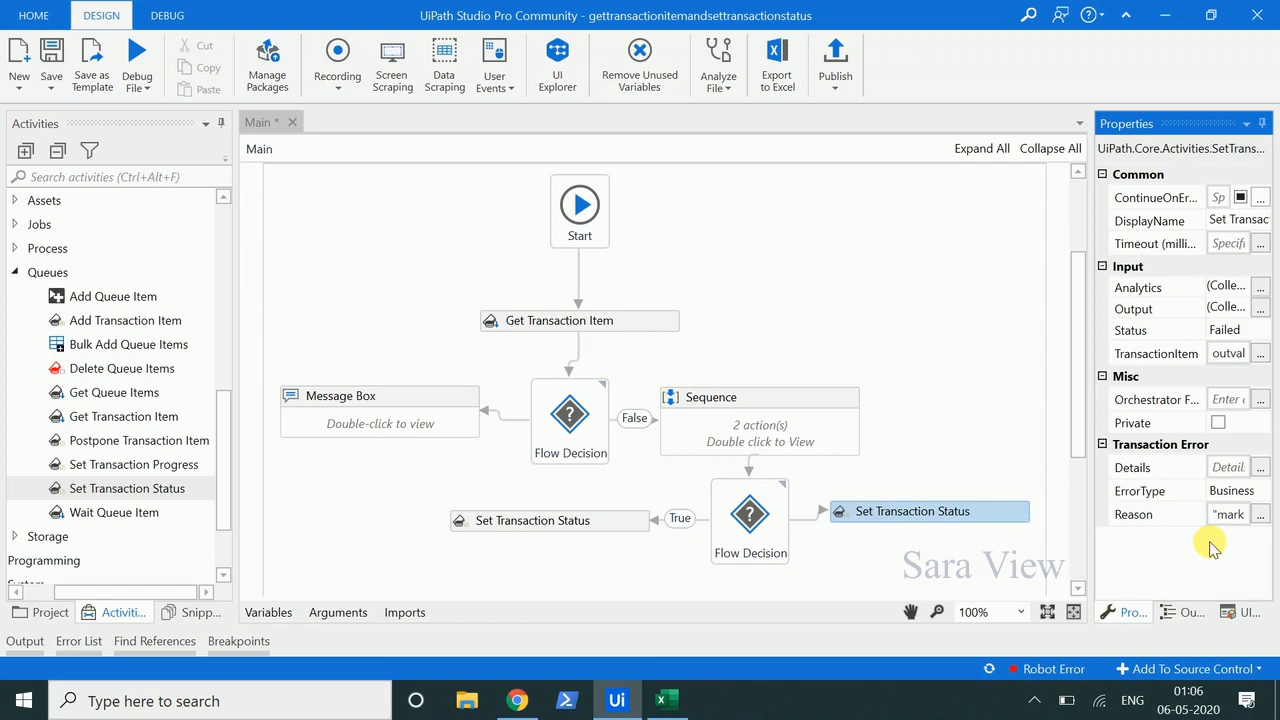 HOME
DESIGN
DEBUG
UiPath Studio Pro Community - gettransactionitemandsettransactionstatus
New
Save
Save as Template
Debug File
Cut
Copy
Paste
Manage Packages
Recording
Screen Scraping
Data Scraping
User Events
UI Explorer
Remove Unused Variables
Analyze File
Export to Excel
Publish
Activities
Search activities (Ctrl+Alt+F)
Assets
Jobs
Process
Queues
Add Queue Item
Add Transaction Item
Bulk Add Queue Items
Delete Queue Items
Get Queue Items
Get Transaction Item
Postpone Transaction Item
Set Transaction Progress
Set Transaction Status
Wait Queue Item
Storage
Programming
Project
Activiti...
Snipp...
Main *
Main
Expand All
Collapse All
Start
Get Transaction Item
Message Box
Double-click to view
Flow Decision
False
Sequence
2 action(s)
Double click to View
Set Transaction Status
True
Flow Decision
Set Transaction Status
Sara View
Variables
Arguments
Imports
100%
Properties
UiPath.Core.Activities.SetTrans...
Common
ContinueOnEr...
Sp
...
DisplayName
Set Transac
Timeout (milli...
Specifi
...
Input
Analytics
(Colle...
...
Output
(Colle...
...
Status
Failed
TransactionItem
outval
...
Misc
Orchestrator F...
Enter
...
Private
Transaction Error
Details
Detail.
...
ErrorType
Business
Reason
"mark
...
Pro...
Ou...
UI...
Output
Error List
Find References
Breakpoints
Robot Error
Add To Source Control
Type here to search
Ui
ENG
01:06
06-05-2020